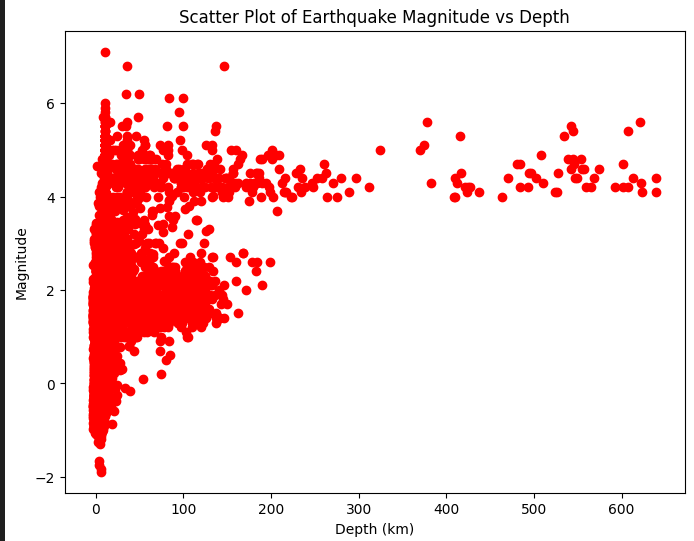 Scatter Plot of Earthquake Magnitude vs Depth
6
4
2
0
−2
Magnitude
0 100 200 300 400 500 600
Depth (km)